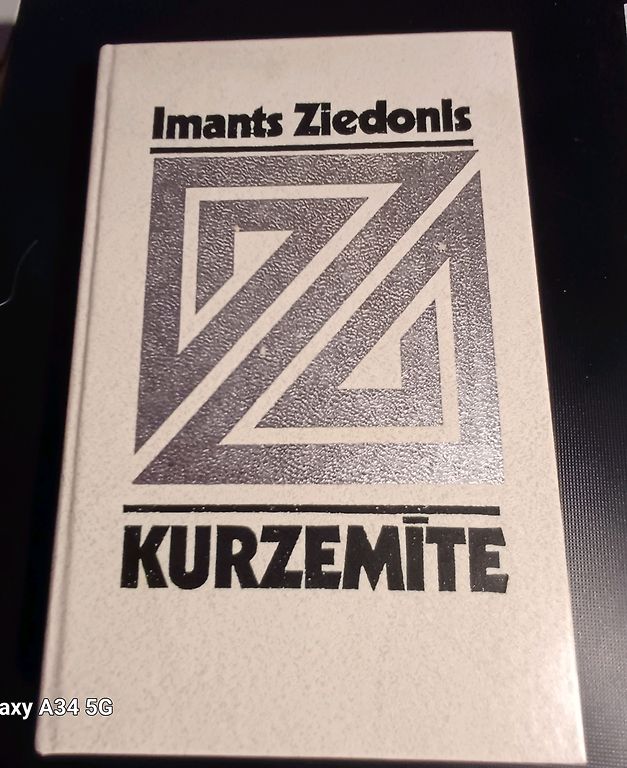 Imants Ziedonis
KURZEMĪTE
axy A34 5G